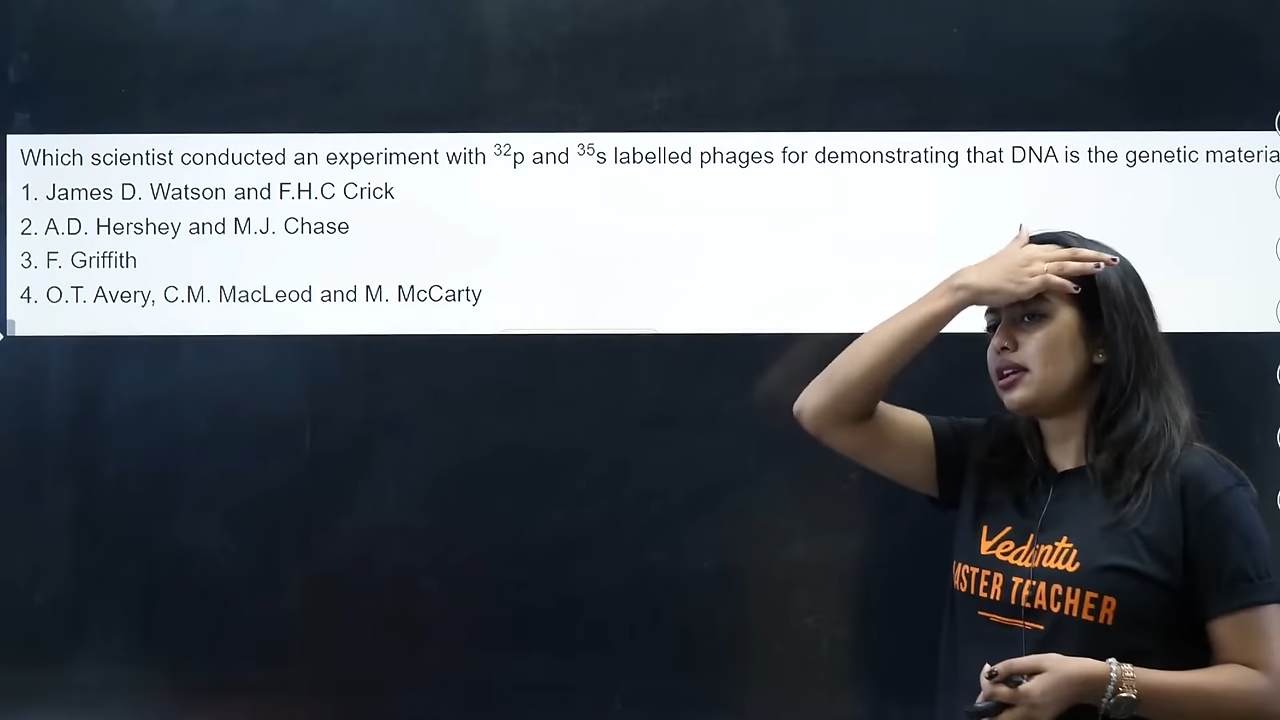 Which scientist conducted an experiment with ³²p and ³⁵s labelled phages for demonstrating that DNA is the genetic materia
1. James D. Watson and F.H.C Crick
2. A.D. Hershey and M.J. Chase
3. F. Griffith
4. O.T. Avery, C.M. MacLeod and M. McCarty
Vedantu
MASTER TEACHER